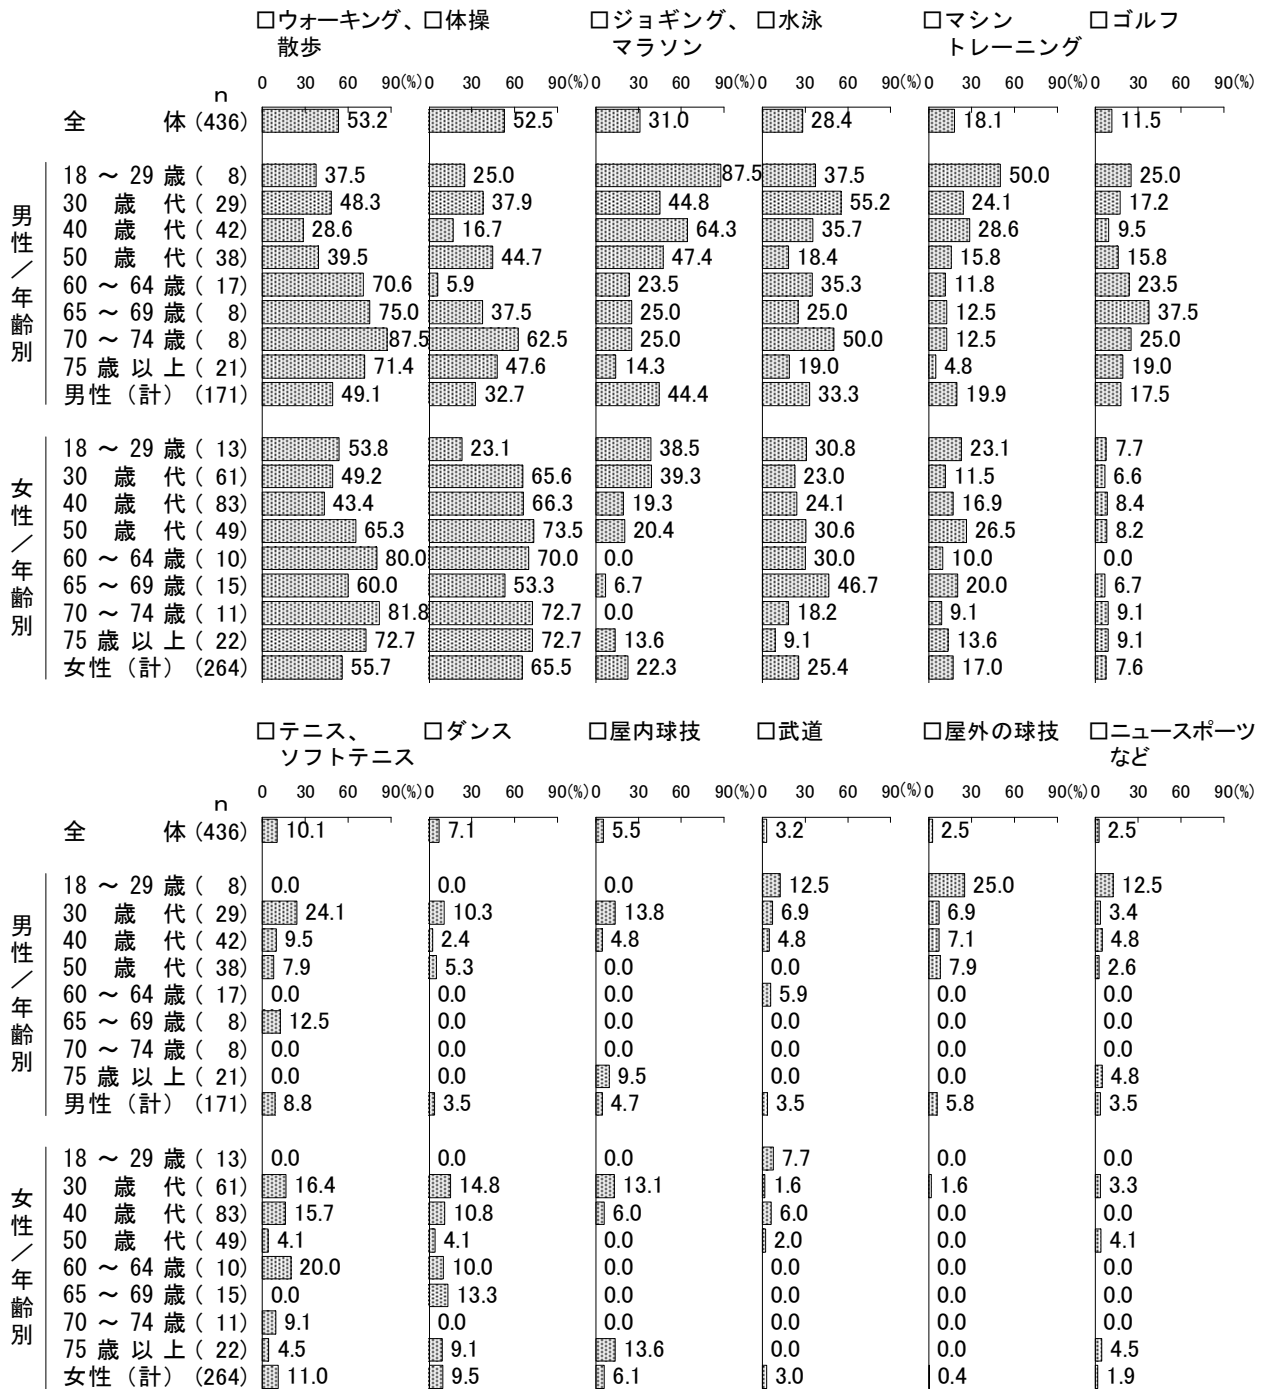 □ウォーキング、 □体操 □ジョギング、 □水泳 □マシン □ゴルフ
散歩 マラソン トレーニング
0 30 60 90(%) 0 30 60 90(%) 0 30 60 90(%) 0 30 60 90(%) 0 30 60 90(%) 0 30 60 90(%)
n
全 体 (436) 53.2 52.5 31.0 28.4 18.1 11.5
男性/年齢別
18 ~ 29 歳 ( 8) 37.5 25.0 87.5 37.5 50.0 25.0
30 歳 代 ( 29) 48.3 37.9 44.8 55.2 24.1 17.2
40 歳 代 ( 42) 28.6 16.7 64.3 35.7 28.6 9.5
50 歳 代 ( 38) 39.5 44.7 47.4 18.4 15.8 15.8
60 ~ 64 歳 ( 17) 70.6 5.9 23.5 35.3 11.8 23.5
65 ~ 69 歳 ( 8) 75.0 37.5 25.0 25.0 12.5 37.5
70 ~ 74 歳 ( 8) 87.5 62.5 25.0 50.0 12.5 25.0
75 歳 以 上 ( 21) 71.4 47.6 14.3 19.0 4.8 19.0
男性(計) (171) 49.1 32.7 44.4 33.3 19.9 17.5
女性/年齢別
18 ~ 29 歳 ( 13) 53.8 23.1 38.5 30.8 23.1 7.7
30 歳 代 ( 61) 49.2 65.6 39.3 23.0 11.5 6.6
40 歳 代 ( 83) 43.4 66.3 19.3 24.1 16.9 8.4
50 歳 代 ( 49) 65.3 73.5 20.4 30.6 26.5 8.2
60 ~ 64 歳 ( 10) 80.0 70.0 0.0 30.0 10.0 0.0
65 ~ 69 歳 ( 15) 60.0 53.3 6.7 46.7 20.0 6.7
70 ~ 74 歳 ( 11) 81.8 72.7 0.0 18.2 9.1 9.1
75 歳 以 上 ( 22) 72.7 72.7 13.6 9.1 13.6 9.1
女性(計) (264) 55.7 65.5 22.3 25.4 17.0 7.6
□テニス、 □ダンス □屋内球技 □武道 □屋外の球技 □ニュースポーツ
ソフトテニス など
0 30 60 90(%) 0 30 60 90(%) 0 30 60 90(%) 0 30 60 90(%) 0 30 60 90(%) 0 30 60 90(%)
n
全 体 (436) 10.1 7.1 5.5 3.2 2.5 2.5
男性/年齢別
18 ~ 29 歳 ( 8) 0.0 0.0 0.0 12.5 25.0 12.5
30 歳 代 ( 29) 24.1 10.3 13.8 6.9 6.9 3.4
40 歳 代 ( 42) 9.5 2.4 4.8 4.8 7.1 4.8
50 歳 代 ( 38) 7.9 5.3 0.0 0.0 7.9 2.6
60 ~ 64 歳 ( 17) 0.0 0.0 0.0 5.9 0.0 0.0
65 ~ 69 歳 ( 8) 12.5 0.0 0.0 0.0 0.0 0.0
70 ~ 74 歳 ( 8) 0.0 0.0 0.0 0.0 0.0 0.0
75 歳 以 上 ( 21) 0.0 0.0 9.5 0.0 0.0 4.8
男性(計) (171) 8.8 3.5 4.7 3.5 5.8 3.5
女性/年齢別
18 ~ 29 歳 ( 13) 0.0 0.0 0.0 7.7 0.0 0.0
30 歳 代 ( 61) 16.4 14.8 13.1 1.6 1.6 3.3
40 歳 代 ( 83) 15.7 10.8 6.0 6.0 0.0 0.0
50 歳 代 ( 49) 4.1 4.1 0.0 2.0 0.0 4.1
60 ~ 64 歳 ( 10) 20.0 10.0 0.0 0.0 0.0 0.0
65 ~ 69 歳 ( 15) 0.0 13.3 0.0 0.0 0.0 0.0
70 ~ 74 歳 ( 11) 9.1 0.0 0.0 0.0 0.0 0.0
75 歳 以 上 ( 22) 4.5 9.1 13.6 0.0 0.0 4.5
女性(計) (264) 11.0 9.5 6.1 3.0 0.4 1.9